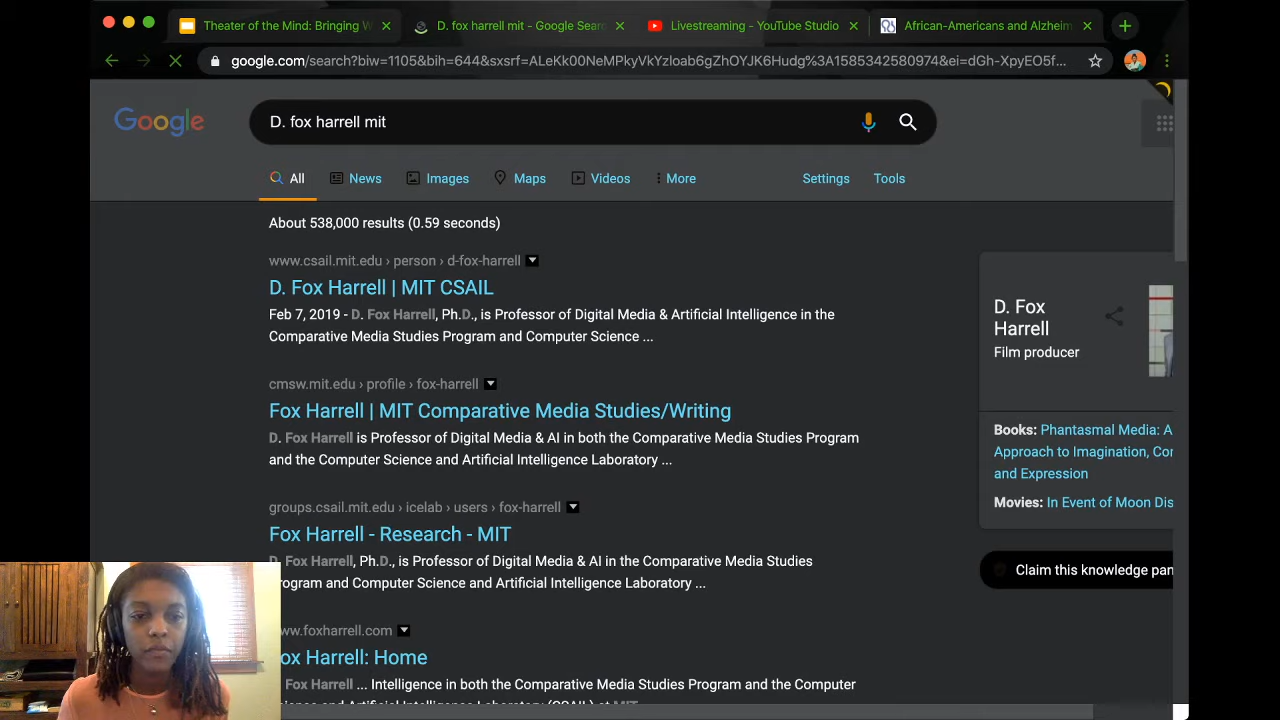 Theater of the Mind: Bringing W
D. fox harrell mit - Google Sear
Livestreaming - YouTube Studio
African-Americans and Alzheim
google.com/search?biw=1105&bih=644&sxsrf=ALeKk00NeMPkyVkYzloab6gZhOYJK6Hudg%3A1585342580974&ei=dGh-XpyEO5f...
Google
D. fox harrell mit
All
News
Images
Maps
Videos
More
Settings
Tools
About 538,000 results (0.59 seconds)
www.csail.mit.edu › person › d-fox-harrell
D. Fox Harrell | MIT CSAIL
Feb 7, 2019 - D. Fox Harrell, Ph.D., is Professor of Digital Media & Artificial Intelligence in the
Comparative Media Studies Program and Computer Science ...
cmsw.mit.edu › profile › fox-harrell
Fox Harrell | MIT Comparative Media Studies/Writing
D. Fox Harrell is Professor of Digital Media & AI in both the Comparative Media Studies Program
and the Computer Science and Artificial Intelligence Laboratory ...
groups.csail.mit.edu › icelab › users › fox-harrell
Fox Harrell - Research - MIT
D. Fox Harrell, Ph.D., is Professor of Digital Media & AI in the Comparative Media Studies
rogram and Computer Science and Artificial Intelligence Laboratory ...
ww.foxharrell.com
ox Harrell: Home
Fox Harrell ... Intelligence in both the Comparative Media Studies Program and the Computer
and Artificial Intelligence Laboratory (CSAIL) at MIT
D. Fox
Harrell
Film producer
Books: Phantasmal Media: A
Approach to Imagination, Con
and Expression
Movies: In Event of Moon Dis
Claim this knowledge pan